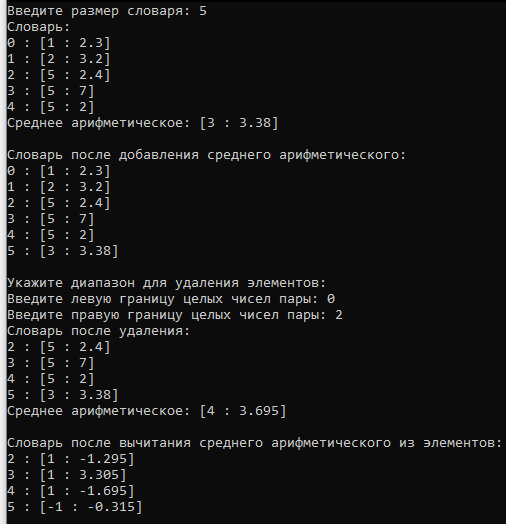 Введите размер словаря: 5
Словарь:
0 : [1 : 2.3]
1 : [2 : 3.2]
2 : [5 : 2.4]
3 : [5 : 7]
4 : [5 : 2]
Среднее арифметическое: [3 : 3.38]
Словарь после добавления среднего арифметического:
0 : [1 : 2.3]
1 : [2 : 3.2]
2 : [5 : 2.4]
3 : [5 : 7]
4 : [5 : 2]
5 : [3 : 3.38]
Укажите диапазон для удаления элементов:
Введите левую границу целых чисел пары: 0
Введите правую границу целых чисел пары: 2
Словарь после удаления:
2 : [5 : 2.4]
3 : [5 : 7]
4 : [5 : 2]
5 : [3 : 3.38]
Среднее арифметическое: [4 : 3.695]
Словарь после вычитания среднего арифметического из элементов:
2 : [1 : -1.295]
3 : [1 : 3.305]
4 : [1 : -1.695]
5 : [-1 : -0.315]